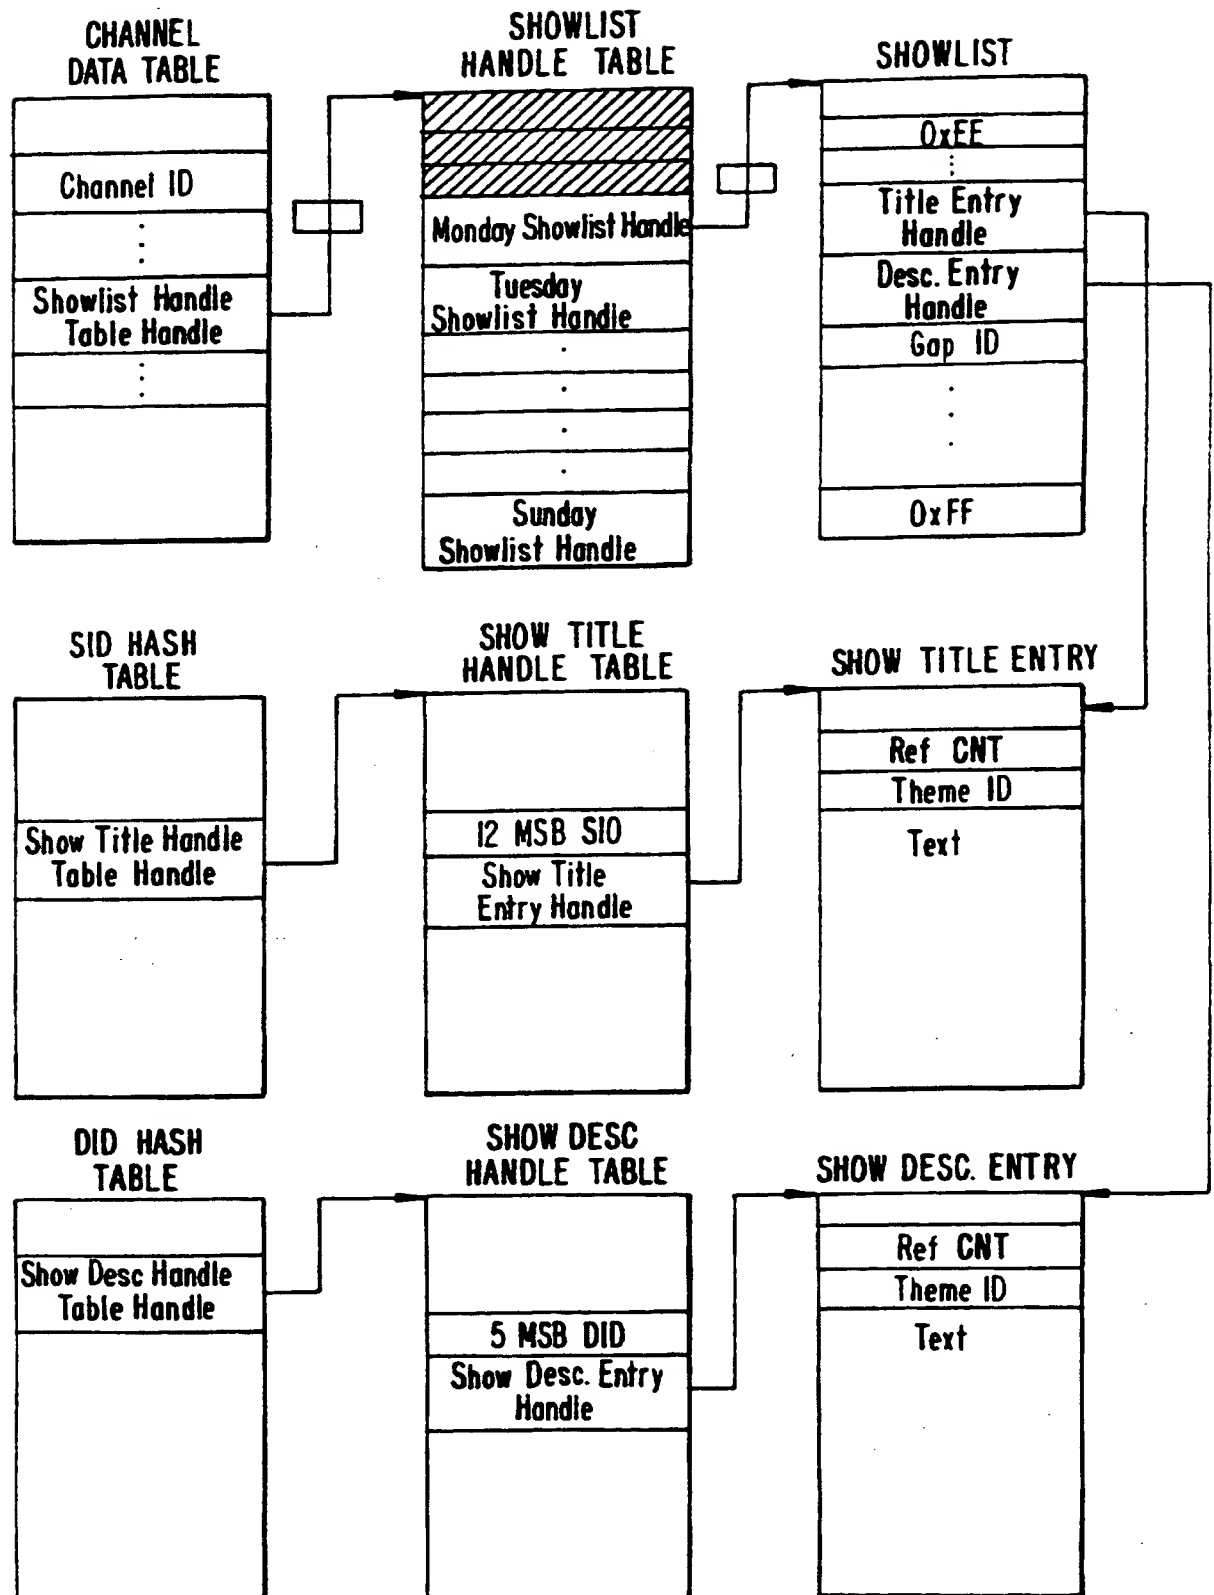 CHANNEL
DATA TABLE
Channel ID
Showlist Handle
Table Handle
SHOWLIST
HANDLE TABLE
Monday Showlist Handle
Tuesday
Showlist Handle
Sunday
Showlist Handle
SHOWLIST
0xEE
Title Entry
Handle
Desc. Entry
Handle
Gap ID
0xFF
SID HASH
TABLE
Show Title Handle
Table Handle
SHOW TITLE
HANDLE TABLE
12 MSB SIO
Show Title
Entry Handle
SHOW TITLE ENTRY
Ref CNT
Theme ID
Text
DID HASH
TABLE
Show Desc Handle
Table Handle
SHOW DESC
HANDLE TABLE
5 MSB DID
Show Desc. Entry
Handle
SHOW DESC. ENTRY
Ref CNT
Theme ID
Text